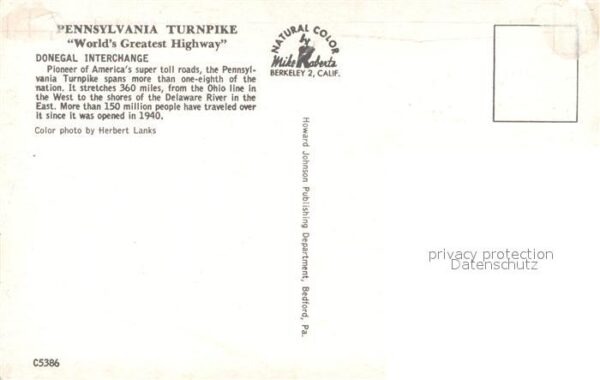 PENNSYLVANIA TURNPIKE
"World's Greatest Highway"
DONEGAL INTERCHANGE
Pioneer of America's super toll roads, the Pennsyl-
vania Turnpike spans more than one-eighth of the
nation. It stretches 360 miles, from the Ohio line in
the West to the shores of the Delaware River in the
East. More than 150 million people have traveled over
it since it was opened in 1940.
Color photo by Herbert Lanks
NATURAL COLOR
by
Mike Roberts
BERKELEY 2, CALIF.
Howard Johnson Publishing Department, Bedford, Pa.
privacy protection
Datenschutz
C5386